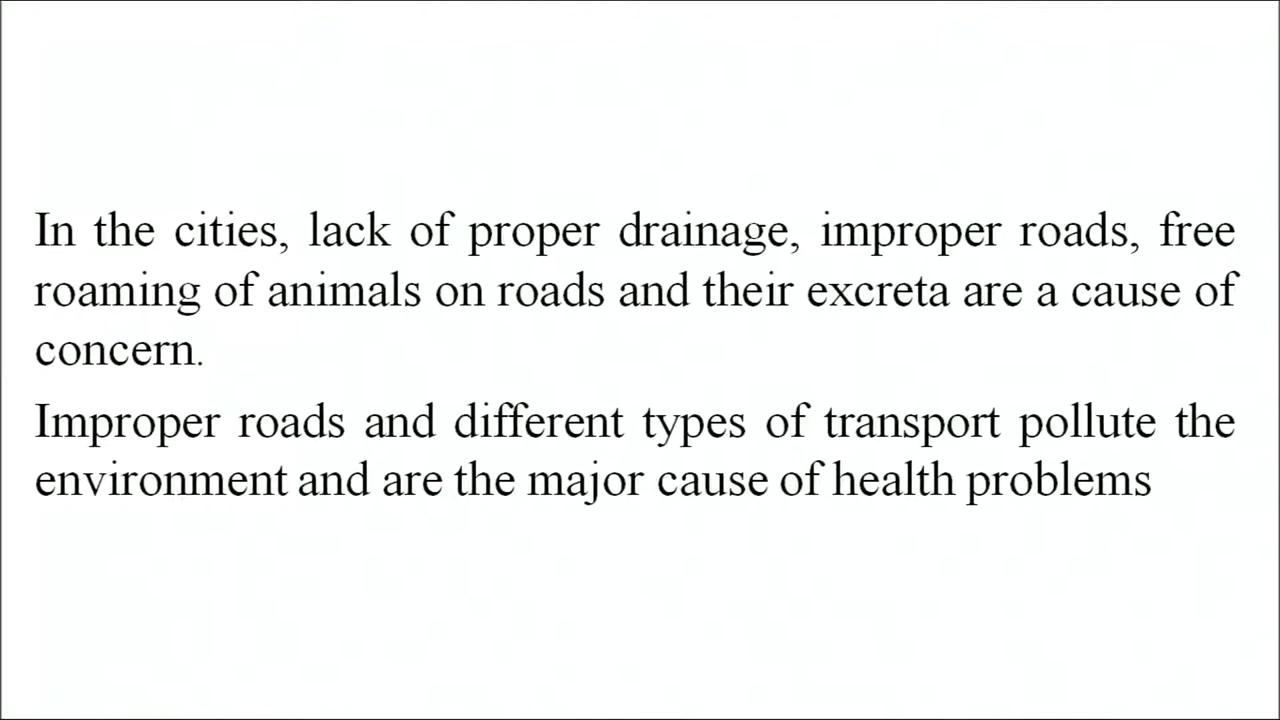 In the cities, lack of proper drainage, improper roads, free
roaming of animals on roads and their excreta are a cause of
concern.
Improper roads and different types of transport pollute the
environment and are the major cause of health problems